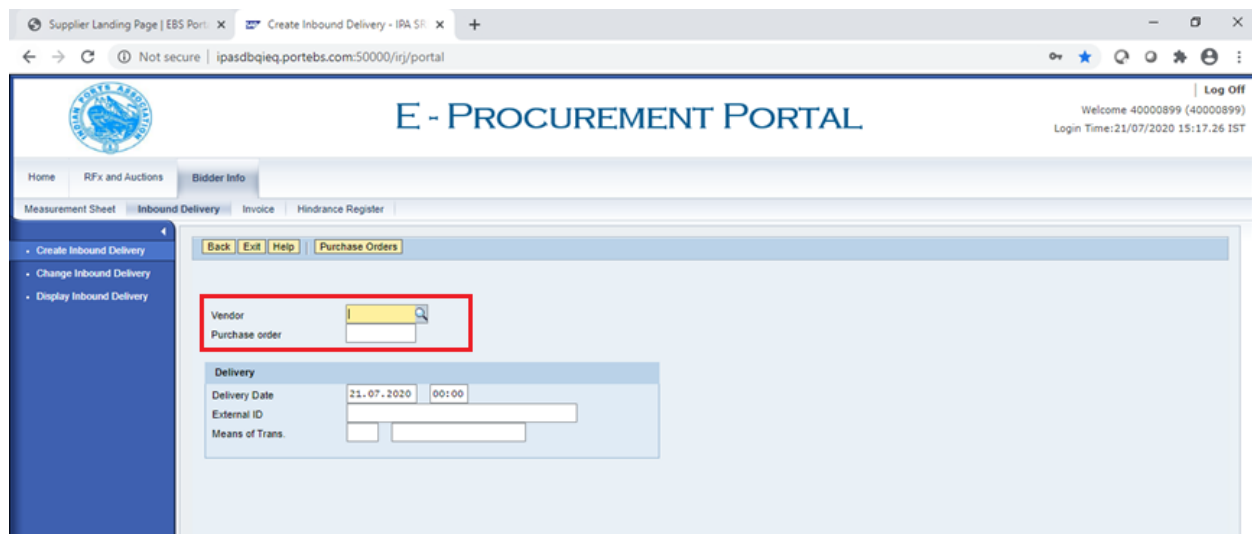 Supplier Landing Page | EBS Port:
Create Inbound Delivery - IPA SR
Not secure | ipasdbqieq.portebs.com:50000/irj/portal
INDIAN PORTS ASSOCIATION
E - PROCUREMENT PORTAL
Log Off
Welcome 40000899 (40000899)
Login Time:21/07/2020 15:17.26 IST
Home RFx and Auctions Bidder Info
Measurement Sheet Inbound Delivery Invoice Hindrance Register
Create Inbound Delivery
Change Inbound Delivery
Display Inbound Delivery
Back Exit Help Purchase Orders
Vendor
Purchase order
Delivery
Delivery Date 21.07.2020 00:00
External ID
Means of Trans.